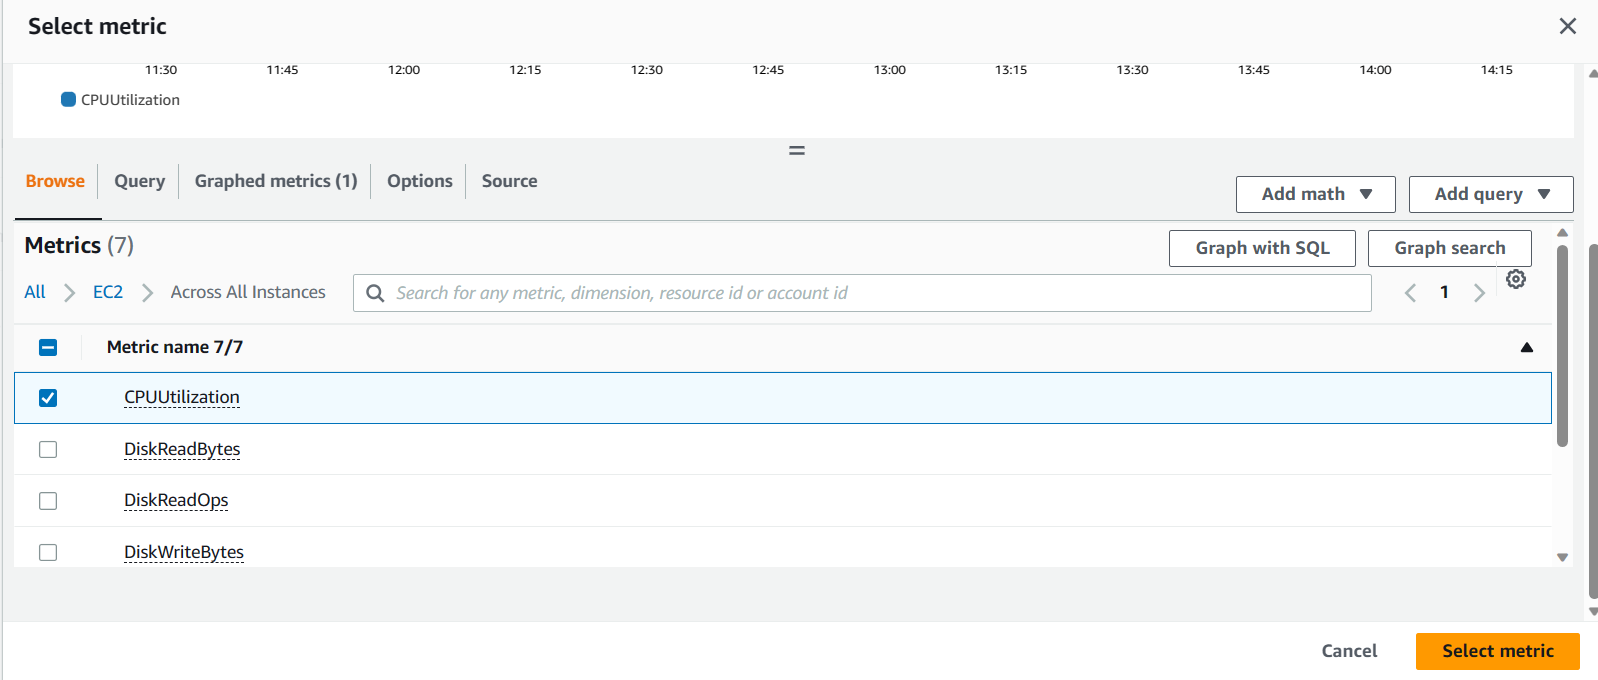 Select metric
11:30 11:45 12:00 12:15 12:30 12:45 13:00 13:15 13:30 13:45 14:00 14:15
CPUUtilization
Browse Query Graphed metrics (1) Options Source
Add math Add query
Metrics (7)
Graph with SQL Graph search
All EC2 Across All Instances Search for any metric, dimension, resource id or account id 1
Metric name 7/7
CPUUtilization
DiskReadBytes
DiskReadOps
DiskWriteBytes
Cancel Select metric